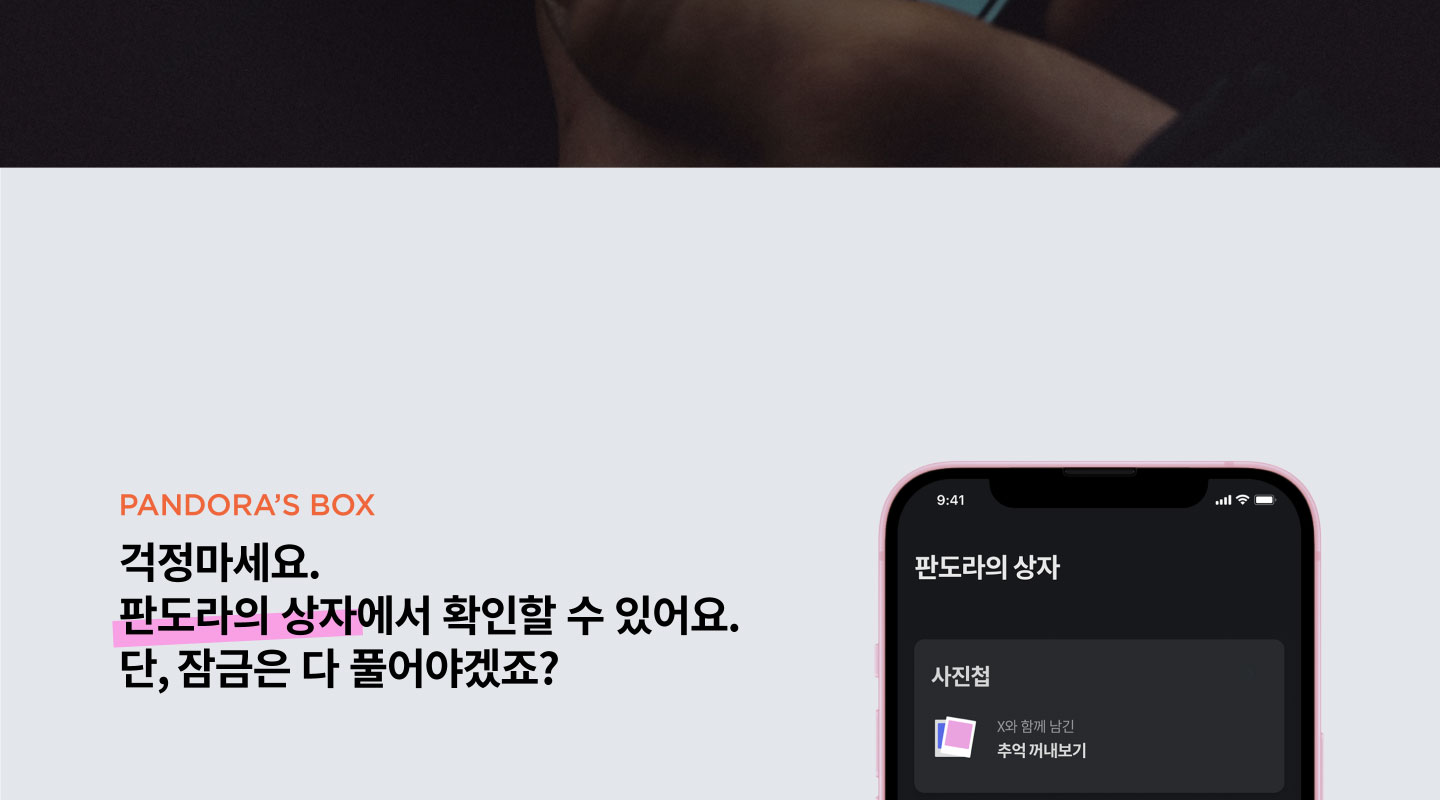 PANDORA’S BOX
걱정마세요.
판도라의 상자에서 확인할 수 있어요.
단, 잠금은 다 풀어야겠죠?
9:41
판도라의 상자
사진첩
X와 함께 남긴
추억 꺼내보기